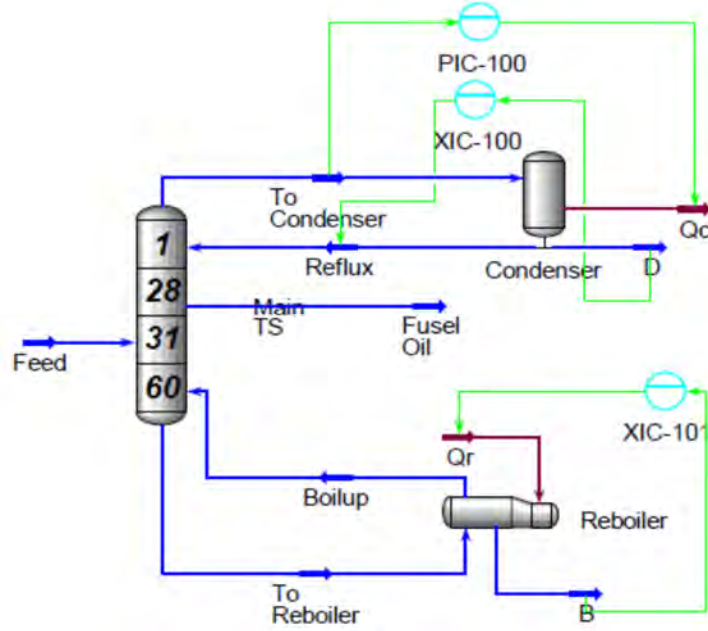 PIC-100
XIC-100
To
Condenser
Qc
1
Reflux
Condenser
D
28
Main
TS
Fusel
Oil
31
Feed
60
XIC-101
Qr
Boilup
Reboiler
To
Reboiler
B